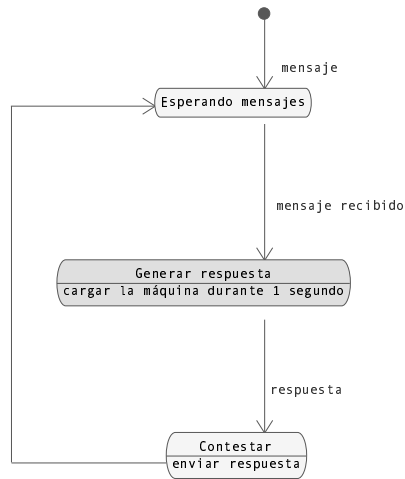 mensaje
Esperando mensajes
mensaje recibido
Generar respuesta
cargar la máquina durante 1 segundo
respuesta
Contestar
enviar respuesta